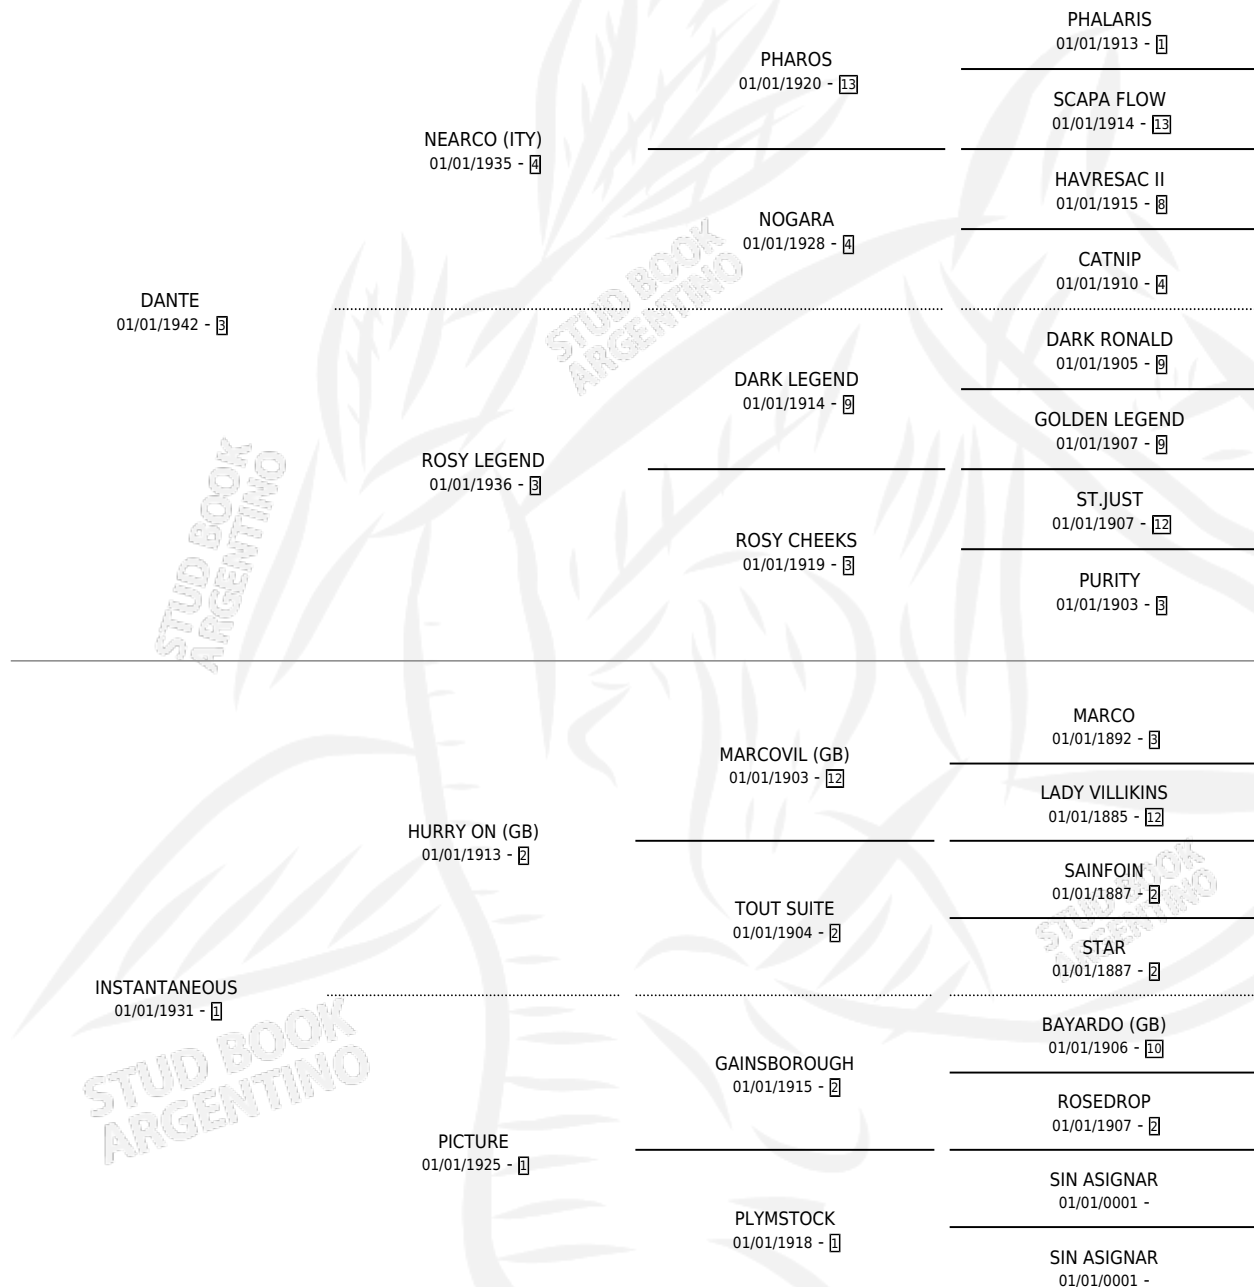 PHALARIS
01/01/1913 - 1
PHAROS
01/01/1920 - 13
SCAPA FLOW
01/01/1914 - 13
NEARCO (ITY)
01/01/1935 - 4
HAVRESAC II
01/01/1915 - 8
NOGARA
01/01/1928 - 4
CATNIP
01/01/1910 - 4
DANTE
01/01/1942 - 3
STUD BOOK
ARGENTINO
DARK RONALD
01/01/1905 - 9
DARK LEGEND
01/01/1914 - 9
GOLDEN LEGEND
01/01/1907 - 9
ROSY LEGEND
01/01/1936 - 3
ST.JUST
01/01/1907 - 12
ROSY CHEEKS
01/01/1919 - 3
PURITY
01/01/1903 - 3
STUD BOOK
ARGENTINO
MARCO
01/01/1892 - 3
MARCOVIL (GB)
01/01/1903 - 12
LADY VILLIKINS
01/01/1885 - 12
HURRY ON (GB)
01/01/1913 - 2
SAINFOIN
01/01/1887 - 2
TOUT SUITE
01/01/1904 - 2
STAR
01/01/1887 - 2
STUD BOOK
ARGENTINO
INSTANTANEOUS
01/01/1931 - 1
STUD BOOK
ARGENTINO
BAYARDO (GB)
01/01/1906 - 10
GAINSBOROUGH
01/01/1915 - 2
ROSEDROP
01/01/1907 - 2
PICTURE
01/01/1925 - 1
SIN ASIGNAR
01/01/0001 -
PLYMSTOCK
01/01/1918 - 1
SIN ASIGNAR
01/01/0001 -